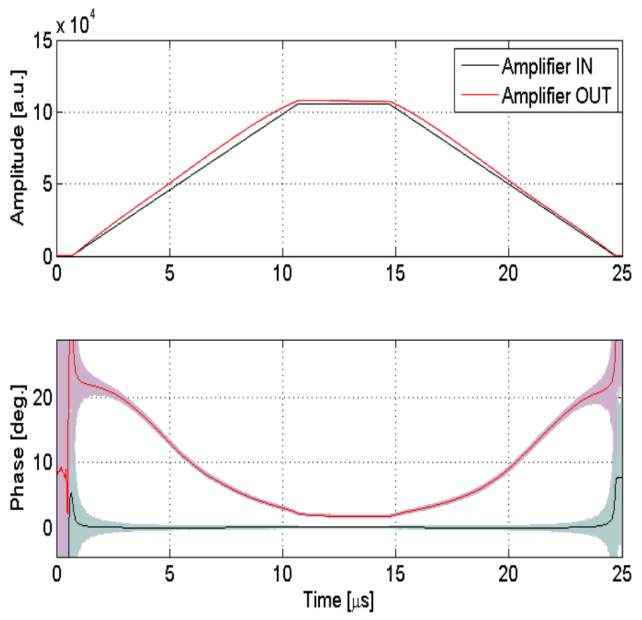 x 10^4
15
10
5
0
Amplitude [a.u.]
Amplifier IN
Amplifier OUT
0 5 10 15 20 25
20
10
0
Phase [deg.]
0 5 10 15 20 25
Time [μs]